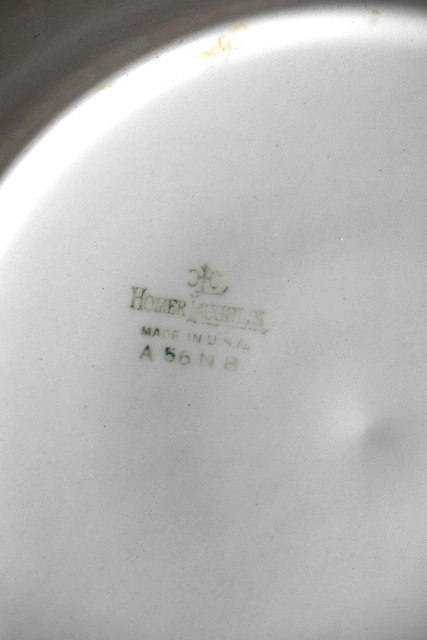 HOMER LAUGHLIN
MADE IN U.S.A.
A 56 N 8